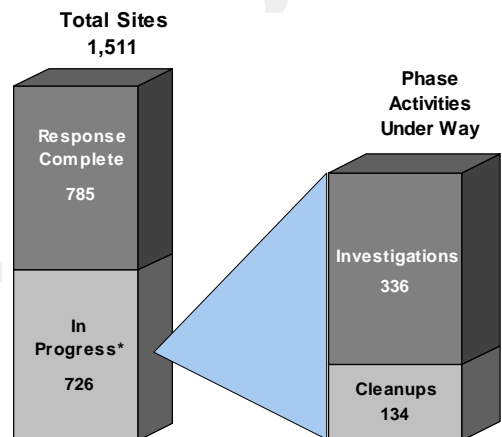 Total Sites
1,511
Response
Complete
785
In
Progress*
726
Phase
Activities
Under Way
Investigations
336
Cleanups
134